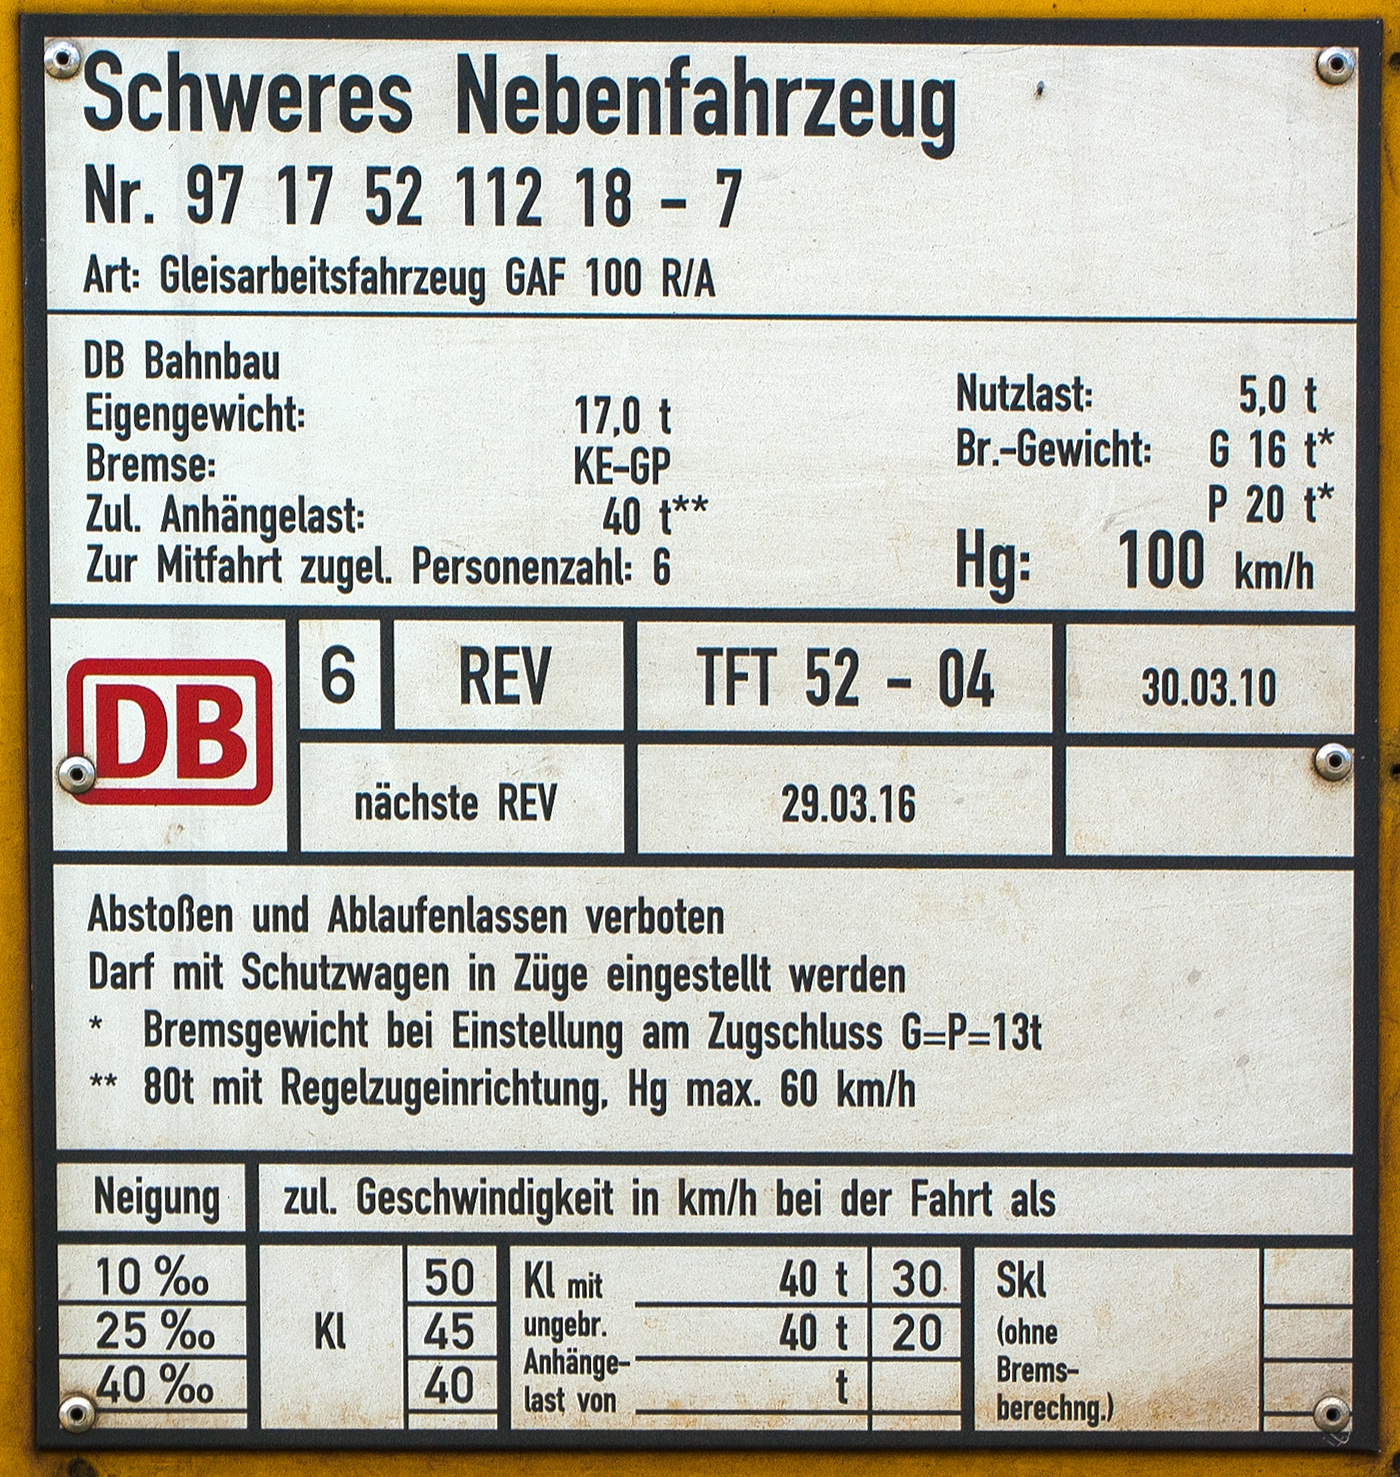 Schweres Nebenfahrzeug
Nr. 97 17 52 112 18 - 7
Art: Gleisarbeitsfahrzeug GAF 100 R/A
DB Bahnbau
Eigengewicht: 17,0 t
Bremse: KE-GP
Zul. Anhängelast: 40 t**
Zur Mitfahrt zugel. Personenzahl: 6
Nutzlast: 5,0 t
Br.-Gewicht: G 16 t*
P 20 t*
Hg: 100 km/h
DB
6 REV TFT 52 - 04 30.03.10
nächste REV 29.03.16
Abstoßen und Ablaufenlassen verboten
Darf mit Schutzwagen in Züge eingestellt werden
* Bremsgewicht bei Einstellung am Zugschluss G=P=13t
** 80t mit Regelzugeinrichtung, Hg max. 60 km/h
Neigung zul. Geschwindigkeit in km/h bei der Fahrt als
10 ‰
25 ‰
40 ‰
Kl
50
45
40
Kl mit
ungebr.
Anhänge-
last von
40 t 30
40 t 20
t
Skl
(ohne
Brems-
berechng.)